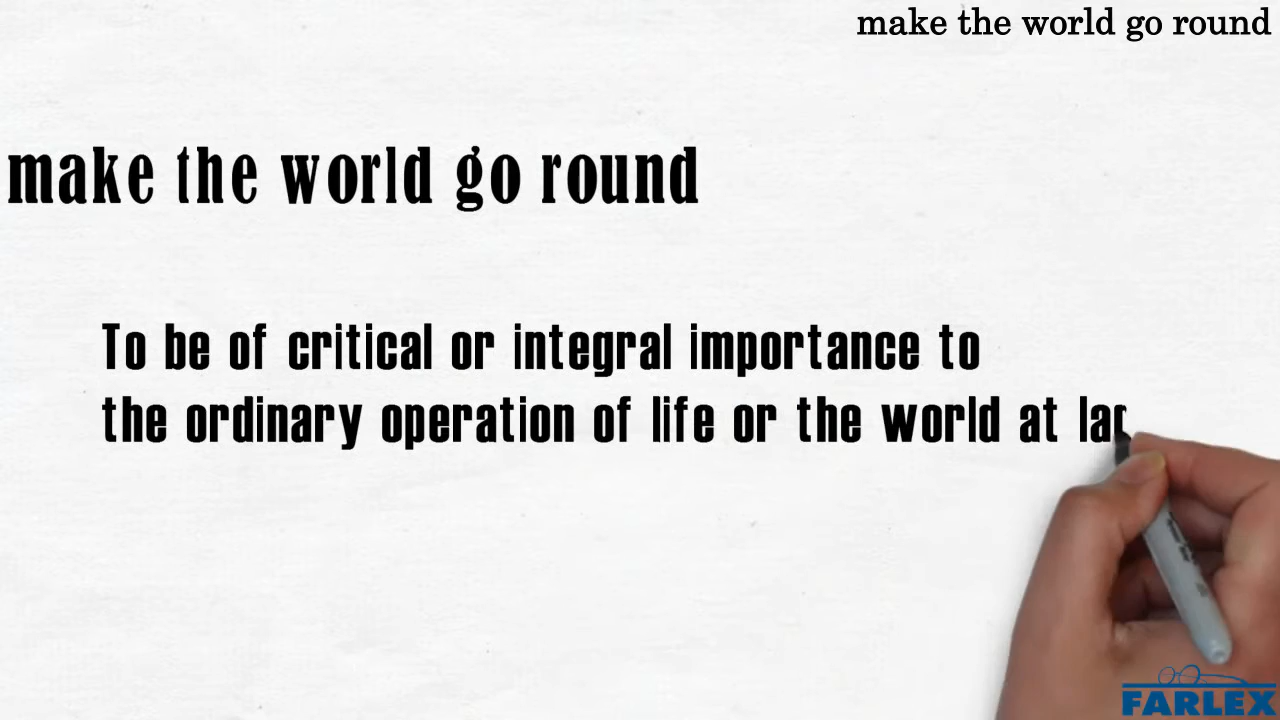 make the world go round
make the world go round
To be of critical or integral importance to
the ordinary operation of life or the world at
FARLEX